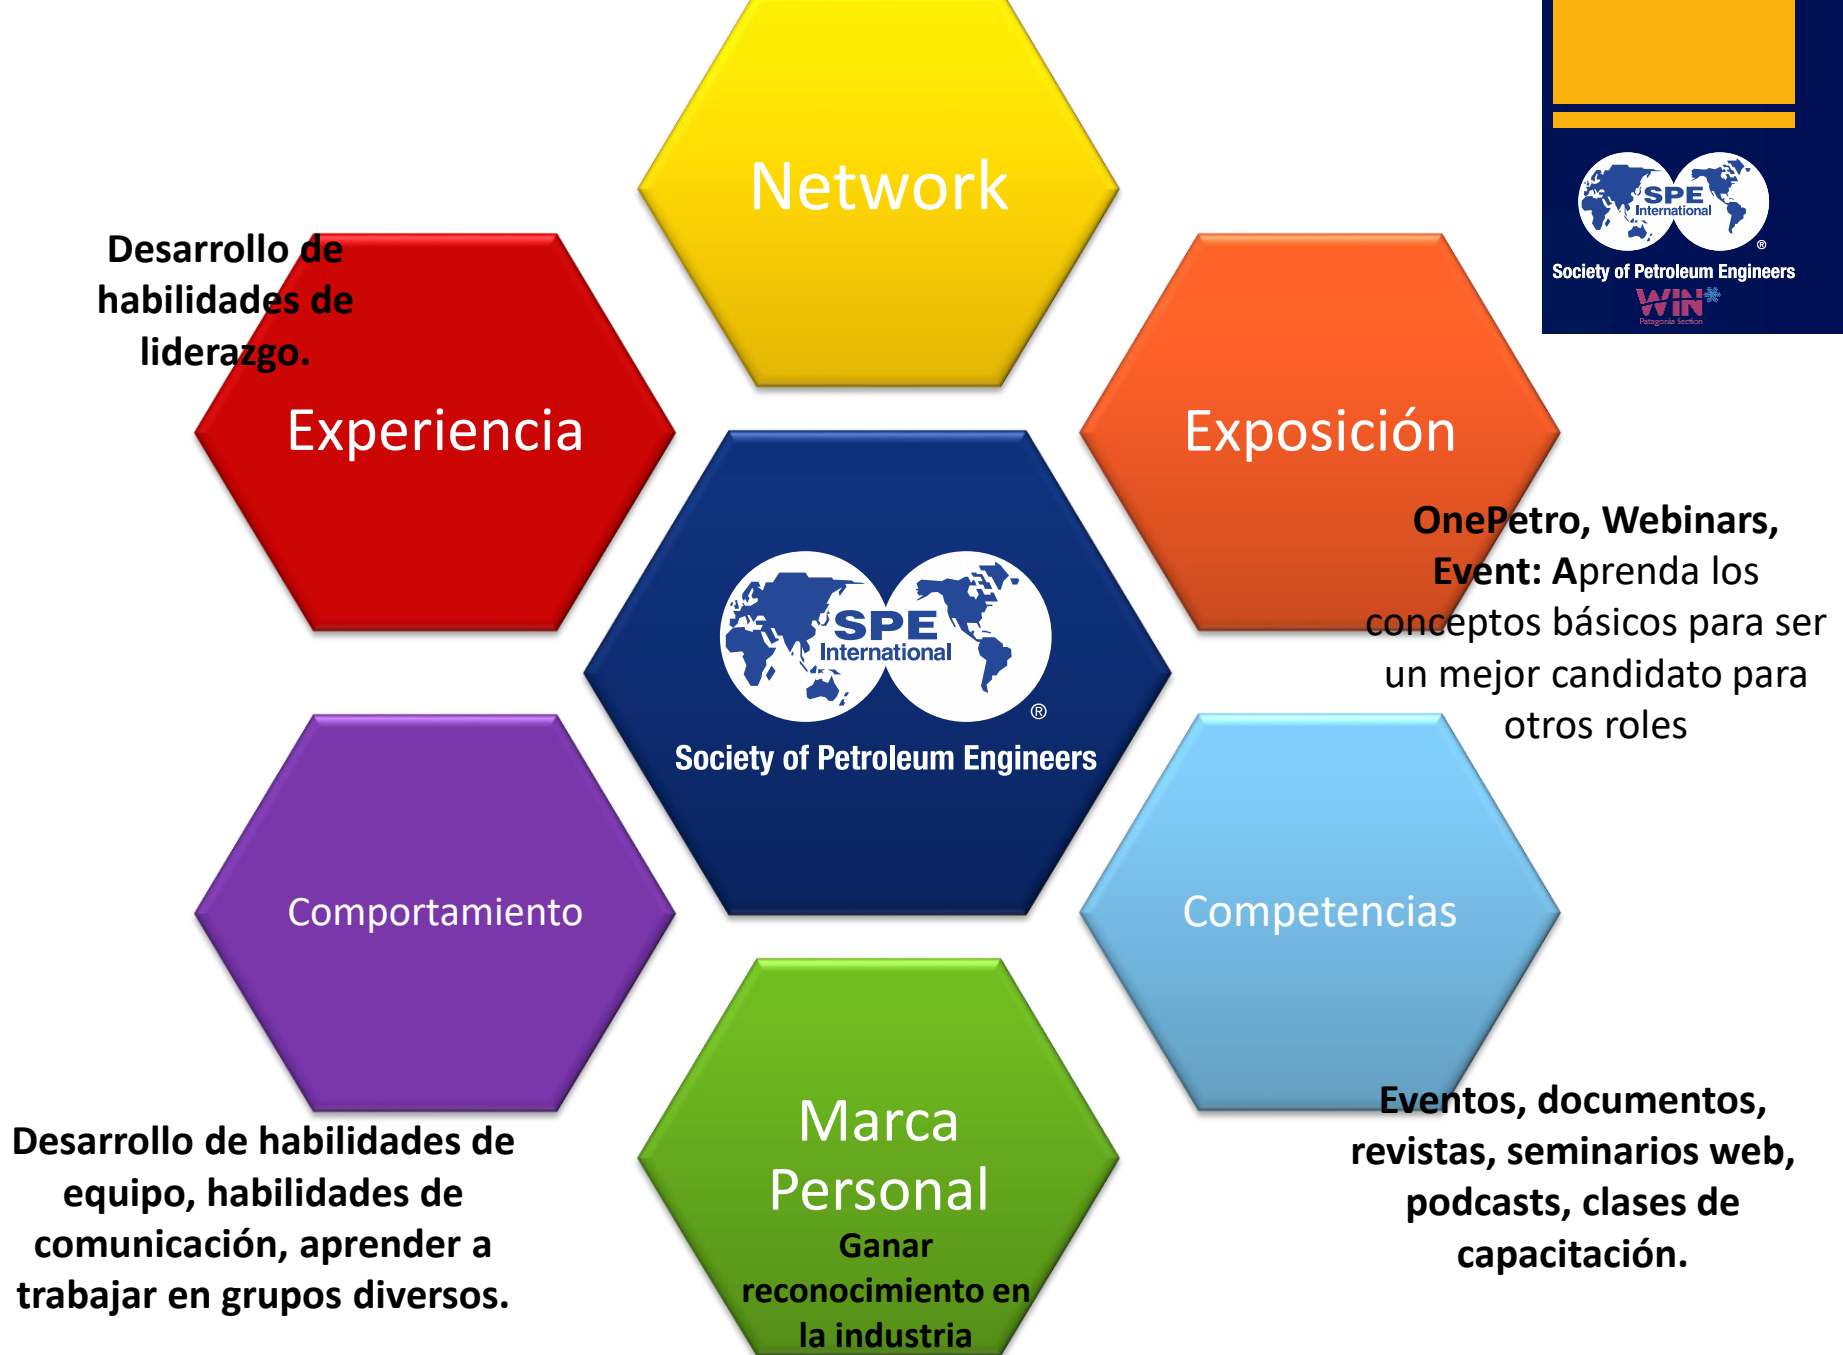 Network
SPE
International
®
Society of Petroleum Engineers
WIN
Patagonia Section
Desarrollo de
habilidades de
liderazgo.
Experiencia
Exposición
OnePetro, Webinars,
Event: Aprenda los
conceptos básicos para ser
un mejor candidato para
otros roles
SPE
International
®
Society of Petroleum Engineers
Comportamiento
Competencias
Desarrollo de habilidades de
equipo, habilidades de
comunicación, aprender a
trabajar en grupos diversos.
Marca
Personal
Ganar
reconocimiento en
la industria
Eventos, documentos,
revistas, seminarios web,
podcasts, clases de
capacitación.